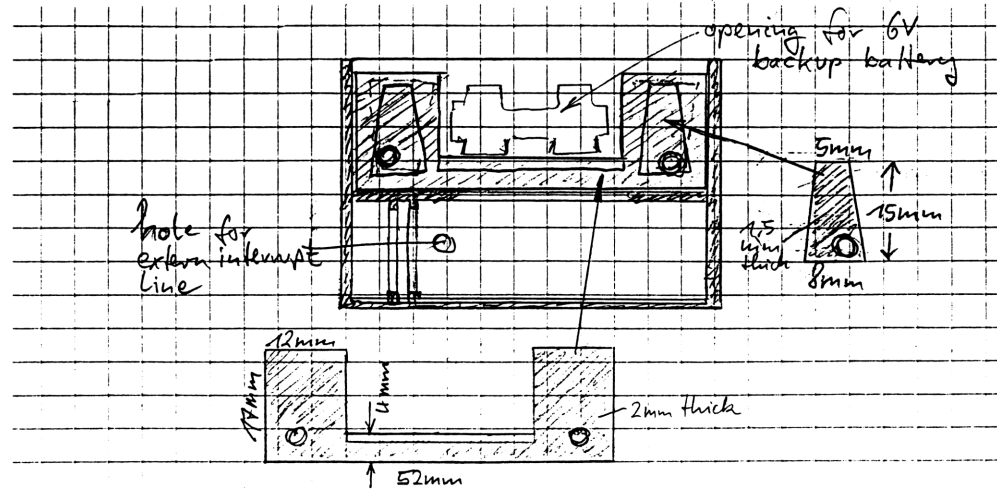 opening for 6V
backup battery
5mm
15mm
1,5
mm
thick
8mm
hole for
extern interrupt
line
12mm
17mm
4mm
2mm thick
52mm